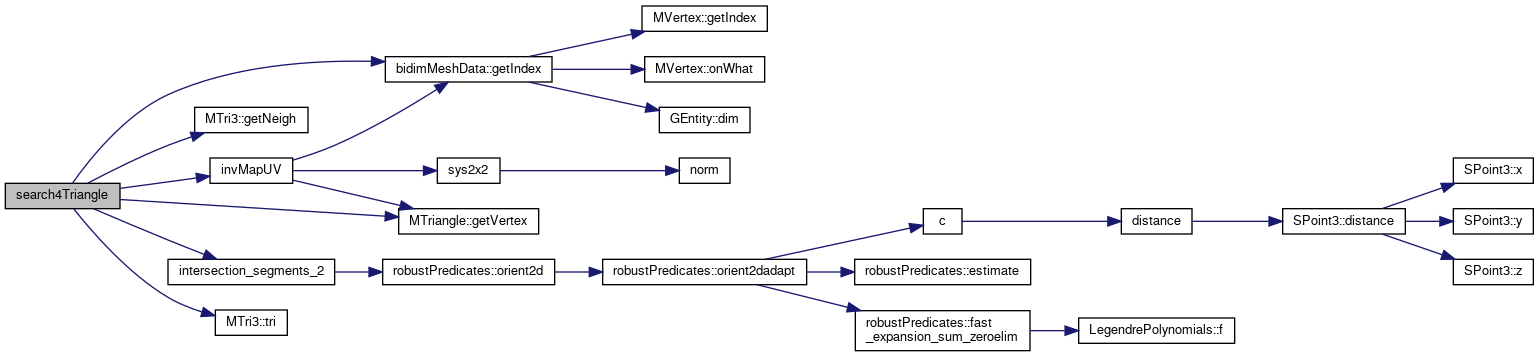 MVertex::getIndex
bidimMeshData::getIndex
MVertex::onWhat
MTri3::getNeigh
GEntity::dim
invMapUV
sys2x2
norm
SPoint3::x
search4Triangle
MTriangle::getVertex
c
distance
SPoint3::distance
SPoint3::y
intersection_segments_2
robustPredicates::orient2d
robustPredicates::orient2dadapt
robustPredicates::estimate
SPoint3::z
MTri3::tri
robustPredicates::fast
_expansion_sum_zeroelim
LegendrePolynomials::f